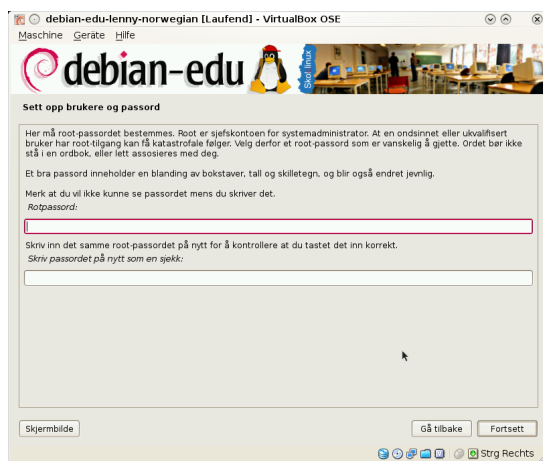 debian-edu-lenny-norwegian [Laufend] - VirtualBox OSE
Maschine Geräte Hilfe
debian-edu
Skolelinux
Sett opp brukere og passord
Her må root-passordet bestemmes. Root er sjefskontoen for systemadministrator. At en ondsinnet eller ukvalifisert
bruker har root-tilgang kan få katastrofale følger. Velg derfor et root-passord som er vanskelig å gjette. Ordet bør ikke
stå i en ordbok, eller lett assosieres med deg.
Et bra passord inneholder en blanding av bokstaver, tall og skilletegn, og blir også endret jevnlig.
Merk at du vil ikke kunne se passordet mens du skriver det.
Rotpassord:
Skriv inn det samme root-passordet på nytt for å kontrollere at du tastet det inn korrekt.
Skriv passordet på nytt som en sjekk:
Skjermbilde
Gå tilbake
Fortsett
Strg Rechts